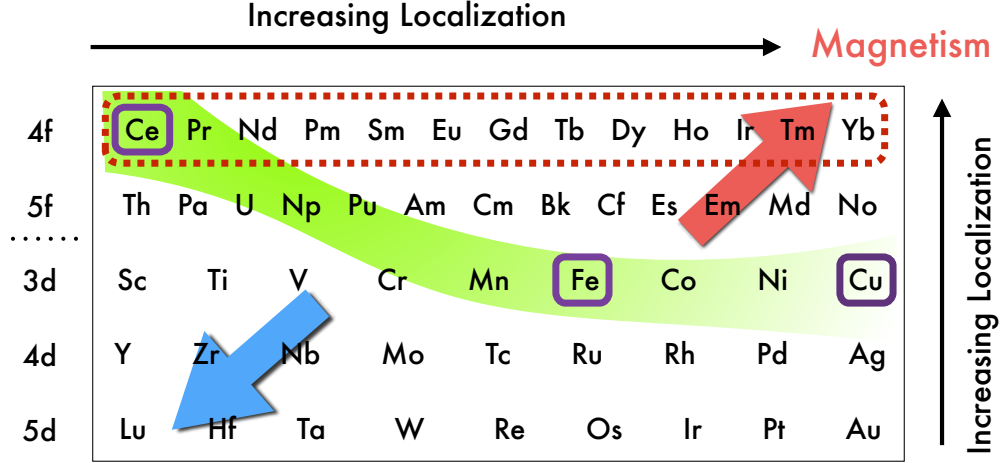 Increasing Localization
Magnetism
4f Ce Pr Nd Pm Sm Eu Gd Tb Dy Ho Ir Tm Yb
5f Th Pa U Np Pu Am Cm Bk Cf Es Em Md No
3d Sc Ti V Cr Mn Fe Co Ni Cu
4d Y Zr Nb Mo Tc Ru Rh Pd Ag
5d Lu Hf Ta W Re Os Ir Pt Au
Increasing Localization